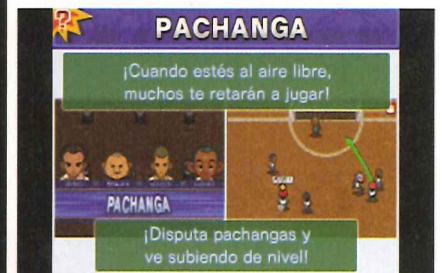 PACHANGA
¡Cuando estés al aire libre,
muchos te retarán a jugar!
PACHANGA
¡Disputa pachangas y
ve subiendo de nivel!